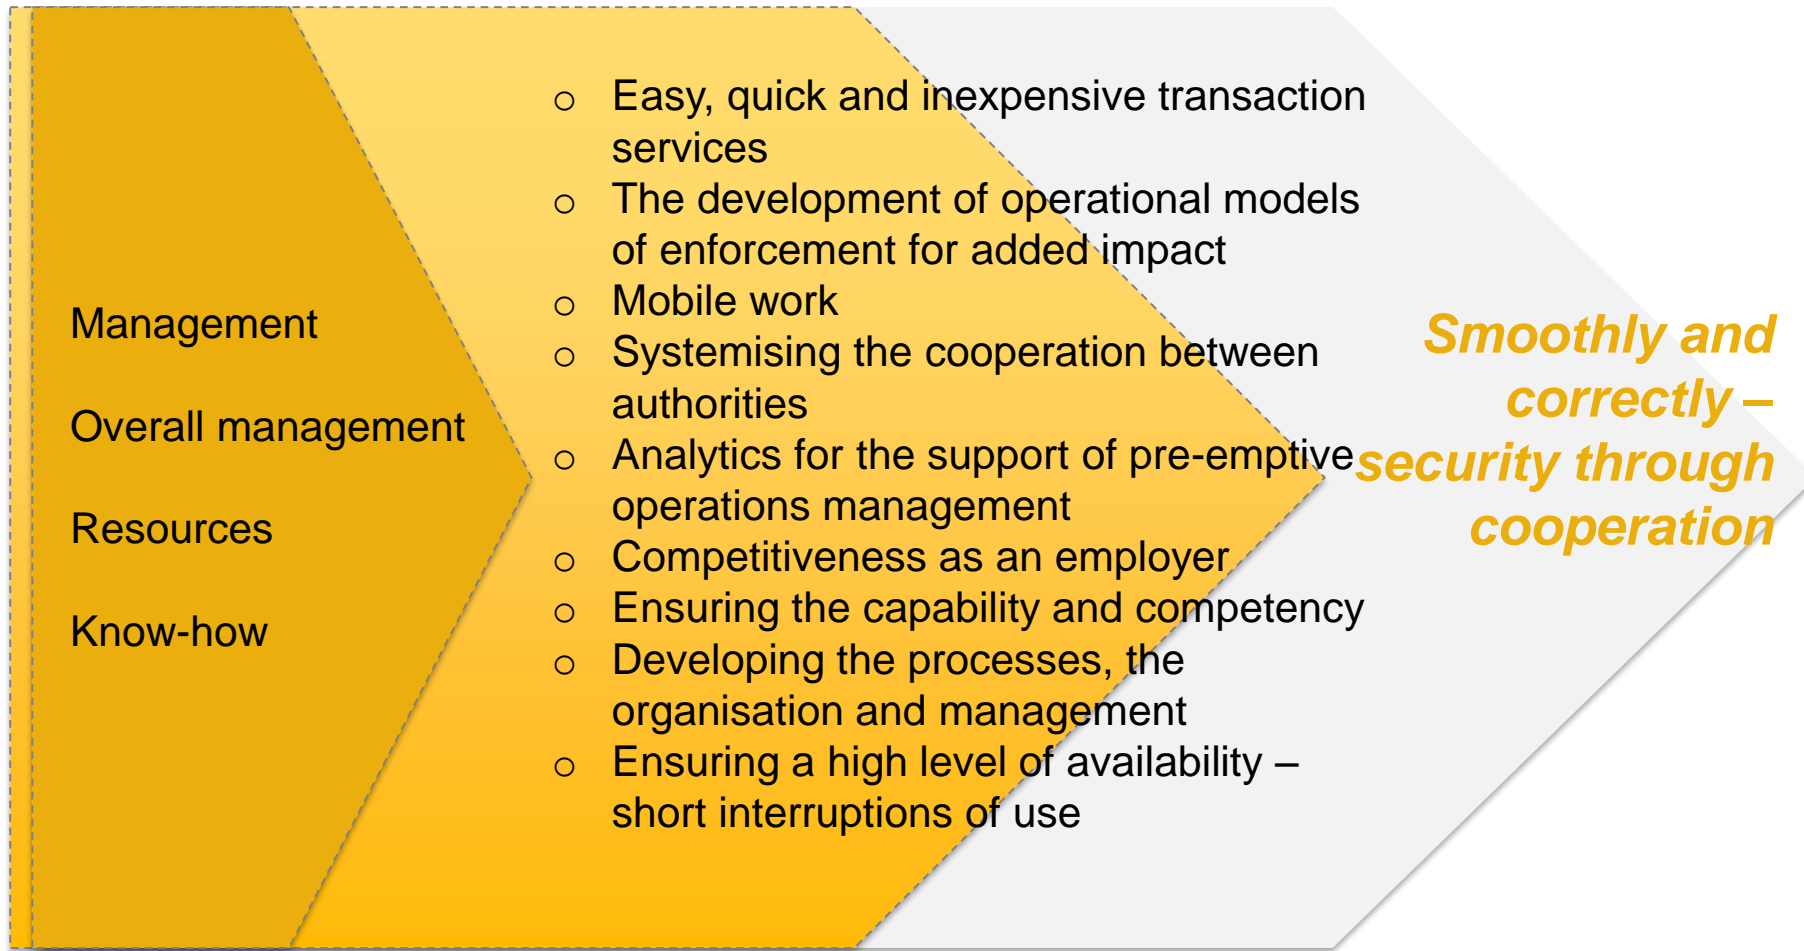 Management
Overall management
Resources
Know-how
o Easy, quick and inexpensive transaction
services
o The development of operational models
of enforcement for added impact
o Mobile work
o Systemising the cooperation between
authorities
o Analytics for the support of pre-emptive
operations management
o Competitiveness as an employer
o Ensuring the capability and competency
o Developing the processes, the
organisation and management
o Ensuring a high level of availability –
short interruptions of use
Smoothly and
correctly –
security through
cooperation